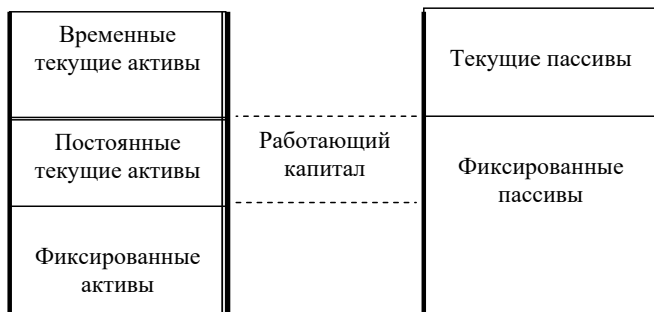 Временные
текущие активы
Текущие пассивы
Постоянные
текущие активы
Работающий
капитал
Фиксированные
пассивы
Фиксированные
активы